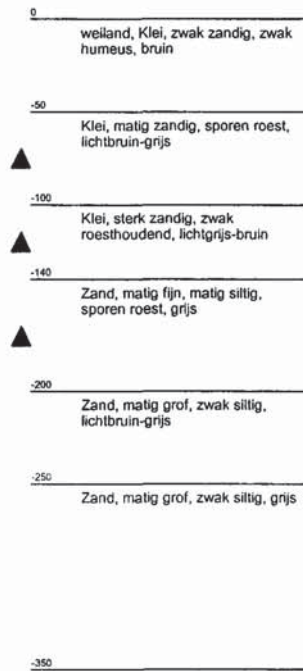 0
weiland, Klei, zwak zandig, zwak
humeus, bruin
-50
Klei, matig zandig, sporen roest,
lichtbruin-grijs
-100
Klei, sterk zandig, zwak
roesthoudend, lichtgrijs-bruin
-140
Zand, matig fijn, matig siltig,
sporen roest, grijs
-200
Zand, matig grof, zwak siltig,
lichtbruin-grijs
-250
Zand, matig grof, zwak siltig, grijs
-350